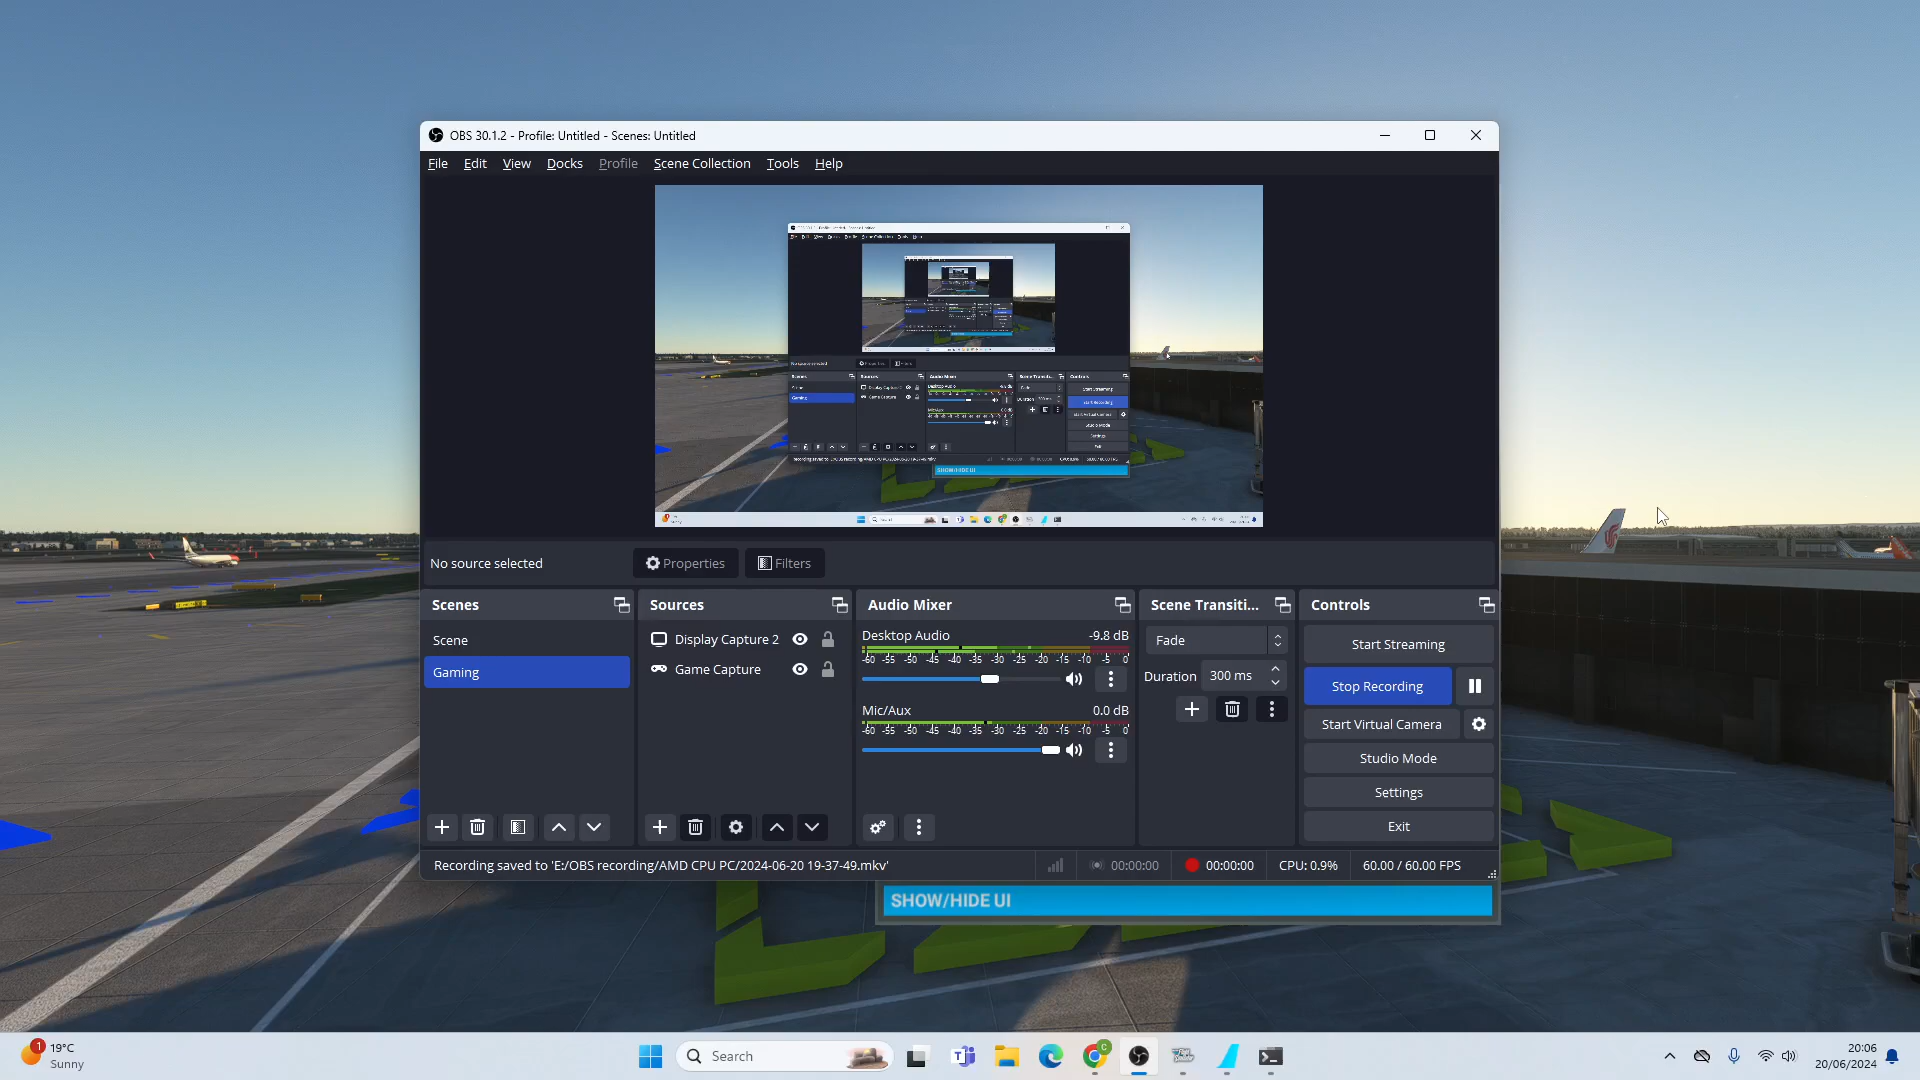 OBS 30.1.2 - Profile: Untitled - Scenes: Untitled
File Edit View Docks Profile Scene Collection Tools Help
No source selected Properties Filters
Scenes
Scene
Gaming
Sources
Display Capture 2
Game Capture
Audio Mixer
Desktop Audio -9.8 dB
-60 -55 -50 -45 -40 -35 -30 -25 -20 -15 -10 -5 0
Mic/Aux 0.0 dB
-60 -55 -50 -45 -40 -35 -30 -25 -20 -15 -10 -5 0
Scene Transiti...
Fade
Duration 300 ms
Controls
Start Streaming
Stop Recording
Start Virtual Camera
Studio Mode
Settings
Exit
Recording saved to 'E:/OBS recording/AMD CPU PC/2024-06-20 19-37-49.mkv' 00:00:00 00:00:00 CPU: 0.9% 60.00 / 60.00 FPS
SHOW/HIDE UI
1
19°C
Sunny
Search
20:06
20/06/2024